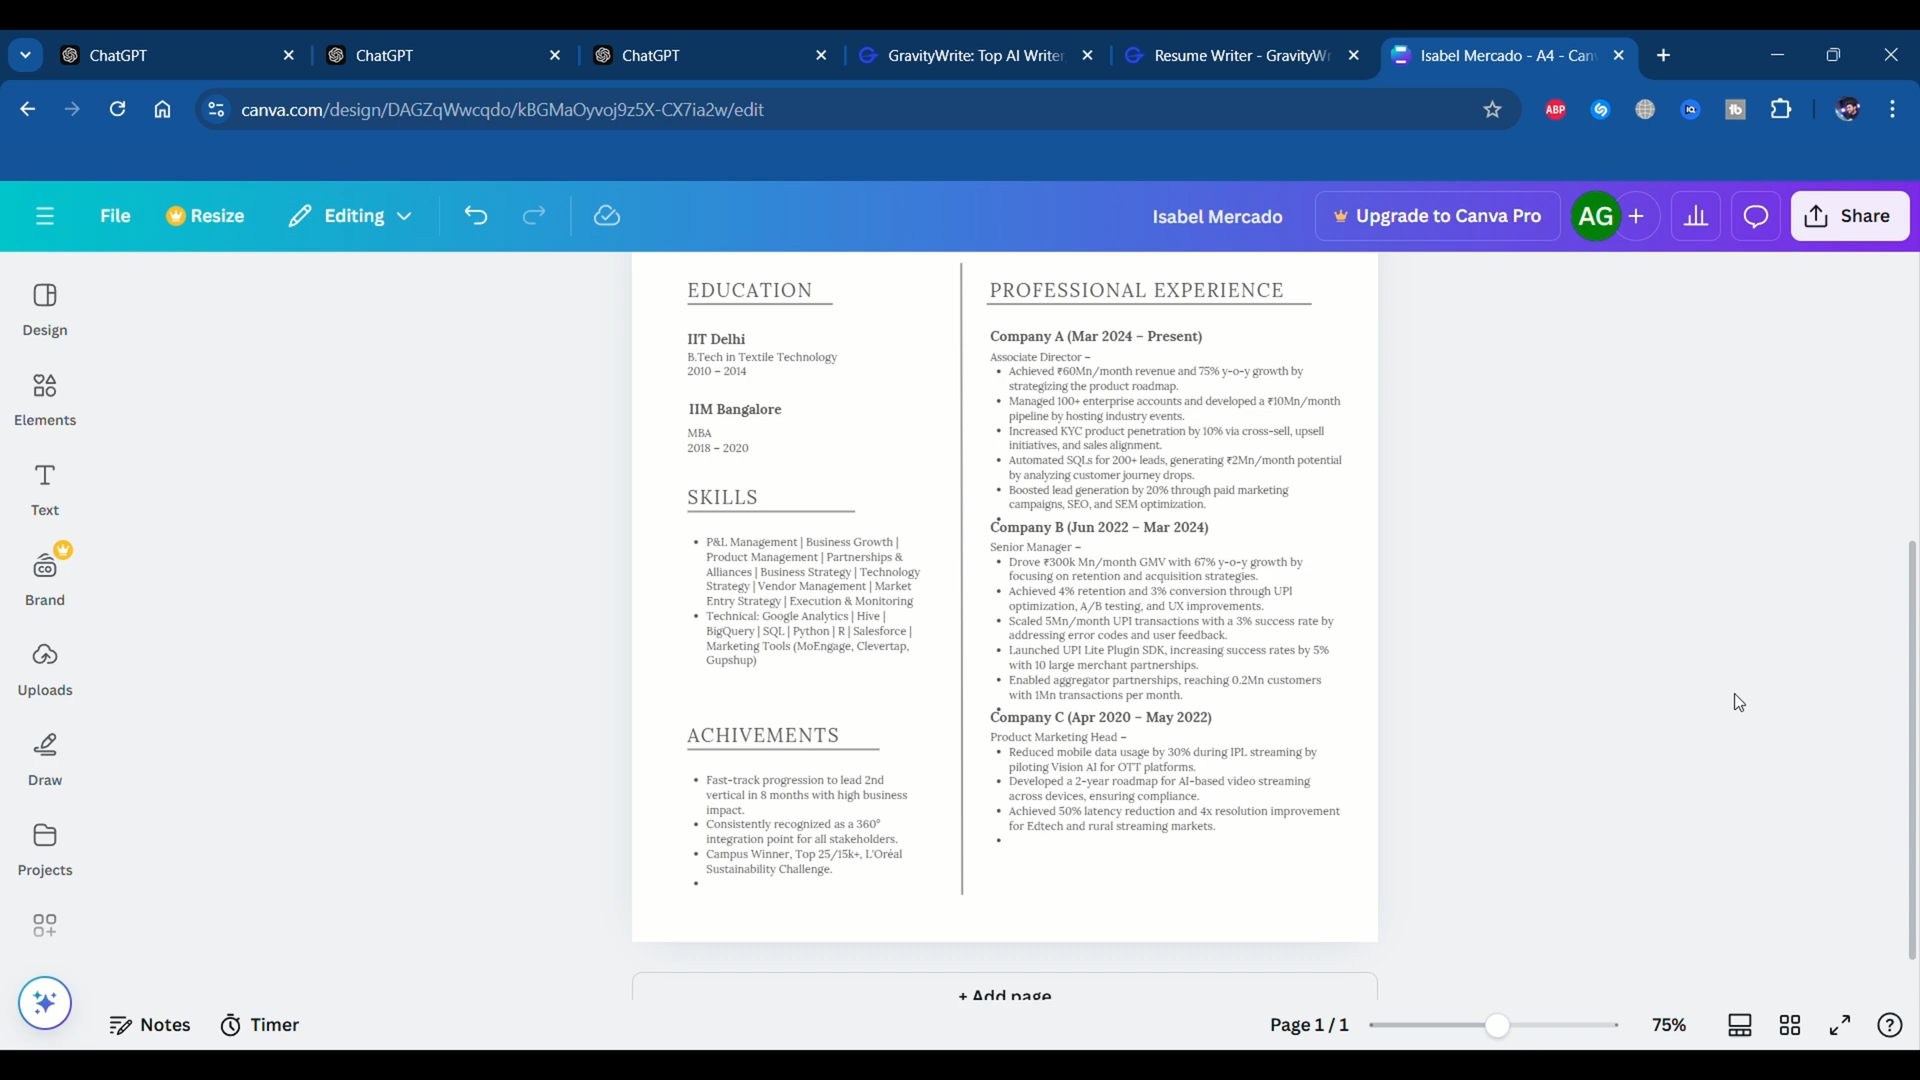 ChatGPT
ChatGPT
ChatGPT
GravityWrite: Top AI Writer
Resume Writer - GravityWr
Isabel Mercado - A4 - Can
canva.com/design/DAGZqWwcqdo/kBGMaOyvoj9z5X-CX7ia2w/edit
ABP
IQ
tb
File
Resize
Editing
Isabel Mercado
Upgrade to Canva Pro
AG
Share
Design
Elements
Text
Brand
Uploads
Draw
Projects
EDUCATION
IIT Delhi
B.Tech in Textile Technology
2010 – 2014
IIM Bangalore
MBA
2018 – 2020
SKILLS
• P&L Management | Business Growth |
Product Management | Partnerships &
Alliances | Business Strategy | Technology
Strategy | Vendor Management | Market
Entry Strategy | Execution & Monitoring
• Technical: Google Analytics | Hive |
BigQuery | SQL | Python | R | Salesforce |
Marketing Tools (MoEngage, Clevertap,
Gupshup)
ACHIVEMENTS
• Fast-track progression to lead 2nd
vertical in 8 months with high business
impact.
• Consistently recognized as a 360°
integration point for all stakeholders.
• Campus Winner, Top 25/15k+, L'Oréal
Sustainability Challenge.
PROFESSIONAL EXPERIENCE
Company A (Mar 2024 – Present)
Associate Director –
• Achieved ₹60Mn/month revenue and 75% y-o-y growth by
strategizing the product roadmap.
• Managed 100+ enterprise accounts and developed a ₹10Mn/month
pipeline by hosting industry events.
• Increased KYC product penetration by 10% via cross-sell, upsell
initiatives, and sales alignment.
• Automated SQLs for 200+ leads, generating ₹2Mn/month potential
by analyzing customer journey drops.
• Boosted lead generation by 20% through paid marketing
campaigns, SEO, and SEM optimization.
Company B (Jun 2022 – Mar 2024)
Senior Manager –
• Drove ₹300k Mn/month GMV with 67% y-o-y growth by
focusing on retention and acquisition strategies.
• Achieved 4% retention and 3% conversion through UPI
optimization, A/B testing, and UX improvements.
• Scaled 5Mn/month UPI transactions with a 3% success rate by
addressing error codes and user feedback.
• Launched UPI Lite Plugin SDK, increasing success rates by 5%
with 10 large merchant partnerships.
• Enabled aggregator partnerships, reaching 0.2Mn customers
with 1Mn transactions per month.
Company C (Apr 2020 – May 2022)
Product Marketing Head –
• Reduced mobile data usage by 30% during IPL streaming by
piloting Vision AI for OTT platforms.
• Developed a 2-year roadmap for AI-based video streaming
across devices, ensuring compliance.
• Achieved 50% latency reduction and 4x resolution improvement
for Edtech and rural streaming markets.
+ Add page
Notes
Timer
Page 1 / 1
75%